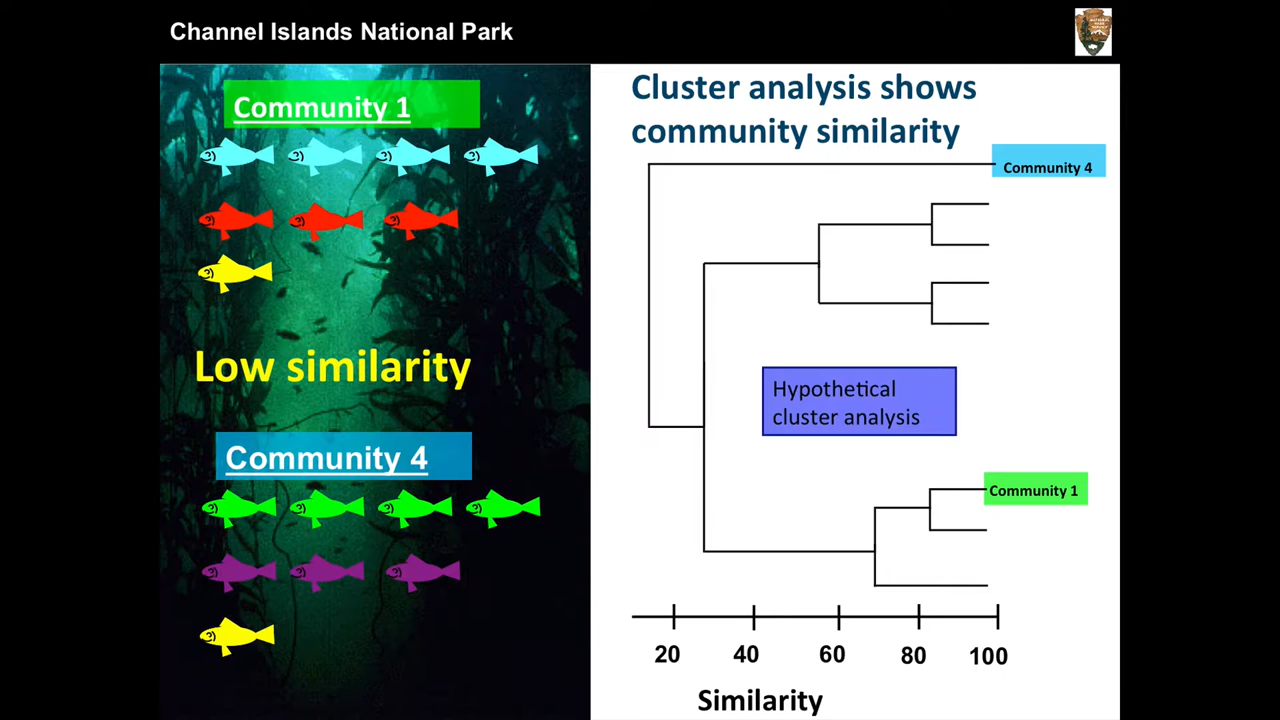 Channel Islands National Park
Community 1
Low similarity
Community 4
Cluster analysis shows
community similarity
Community 4
Hypothetical
cluster analysis
Community 1
20 40 60 80 100
Similarity